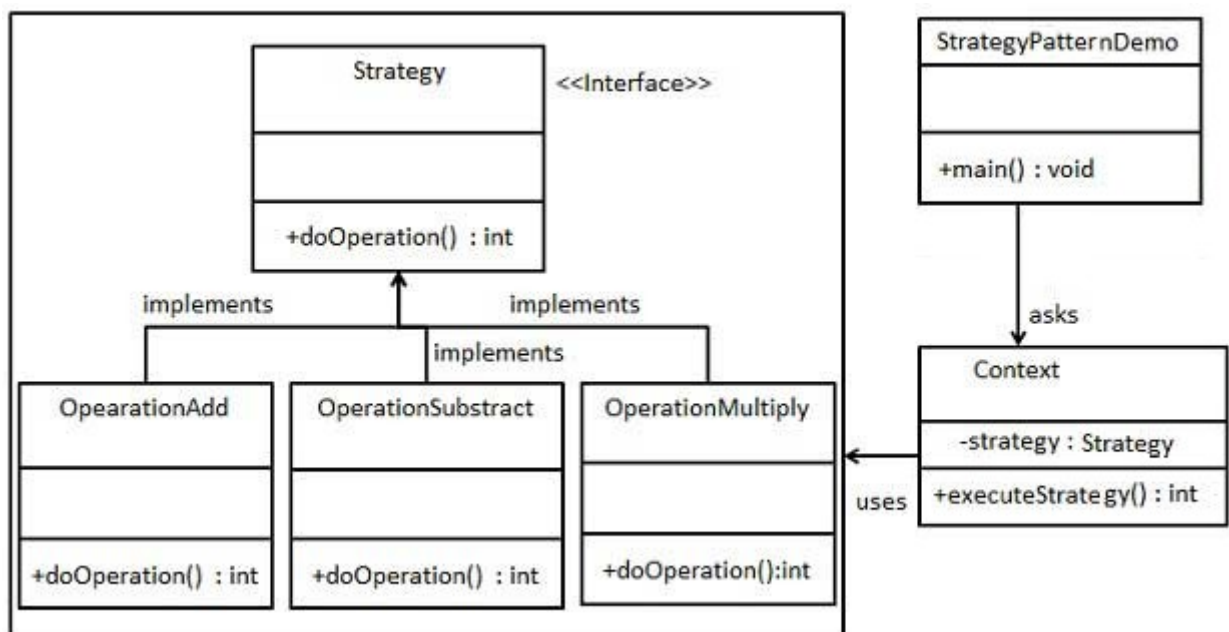 Strategy
<<Interface>>
+doOperation() : int
implements
implements
implements
OpearationAdd
+doOperation() : int
OperationSubstract
+doOperation() : int
OperationMultiply
+doOperation():int
StrategyPatternDemo
+main() : void
asks
Context
-strategy : Strategy
+executeStrategy() : int
uses